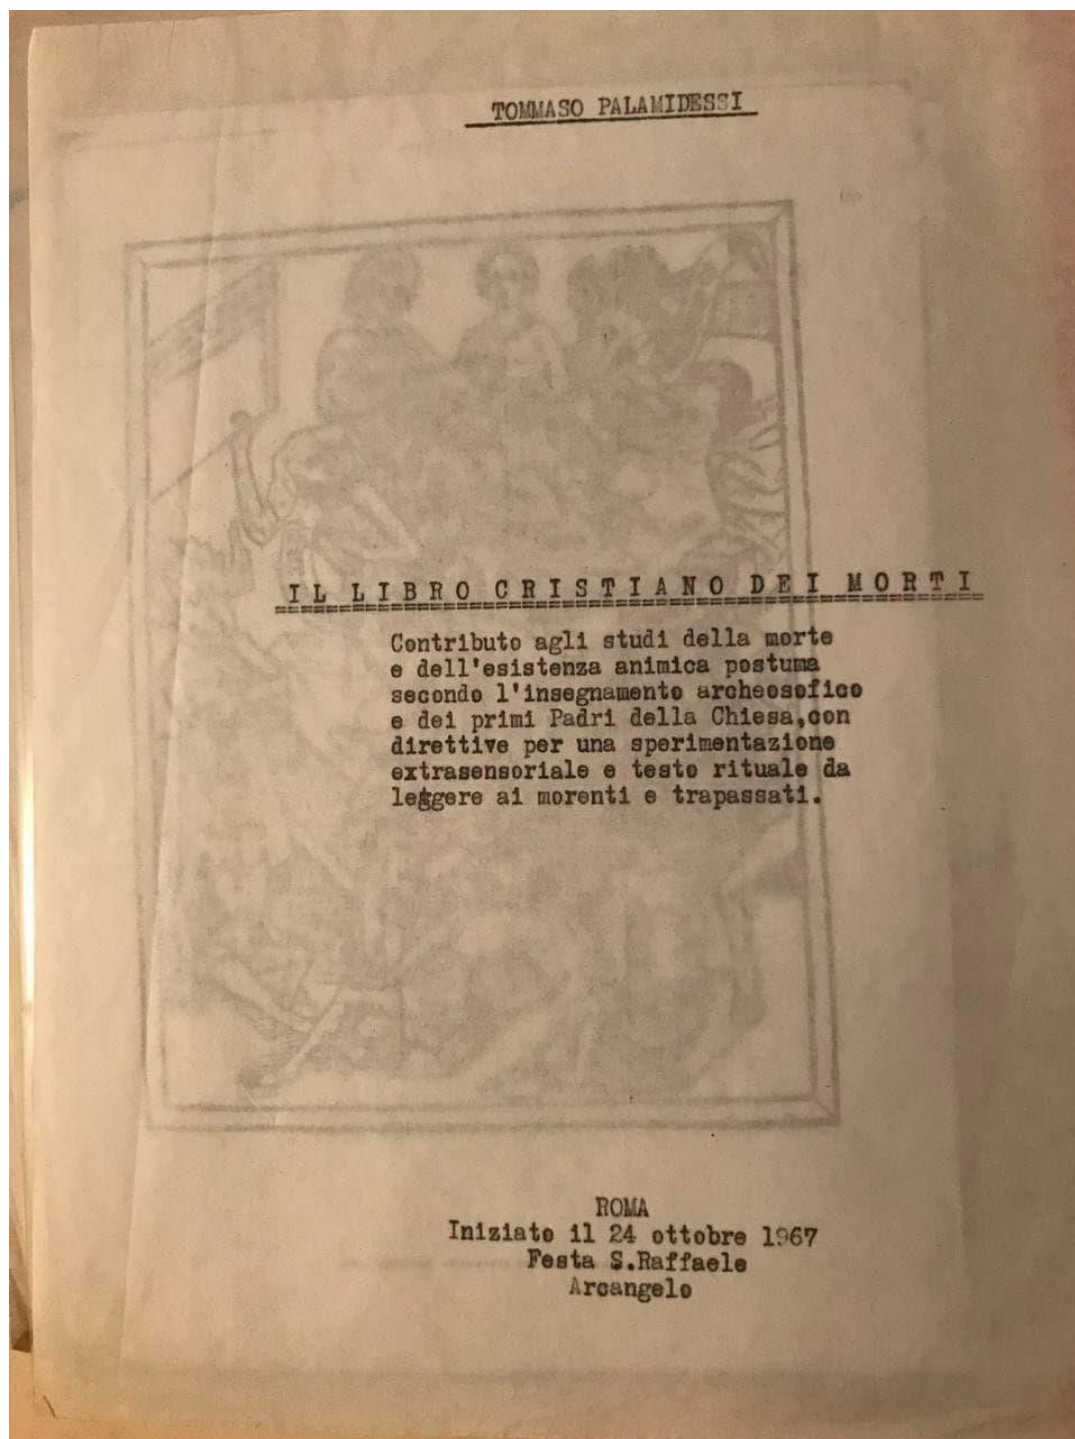 TOMMASO PALAMIDESSI
IL LIBRO CRISTIANO DEI MORTI
Contributo agli studi della morte
e dell'esistenza animica postuma
secondo l'insegnamento archeosofico
e dei primi Padri della Chiesa,con
direttive per una sperimentazione
extrasensoriale e testo rituale da
leggere ai morenti e trapassati.
ROMA
Iniziato il 24 ottobre 1967
Festa S.Raffaele
Arcangelo